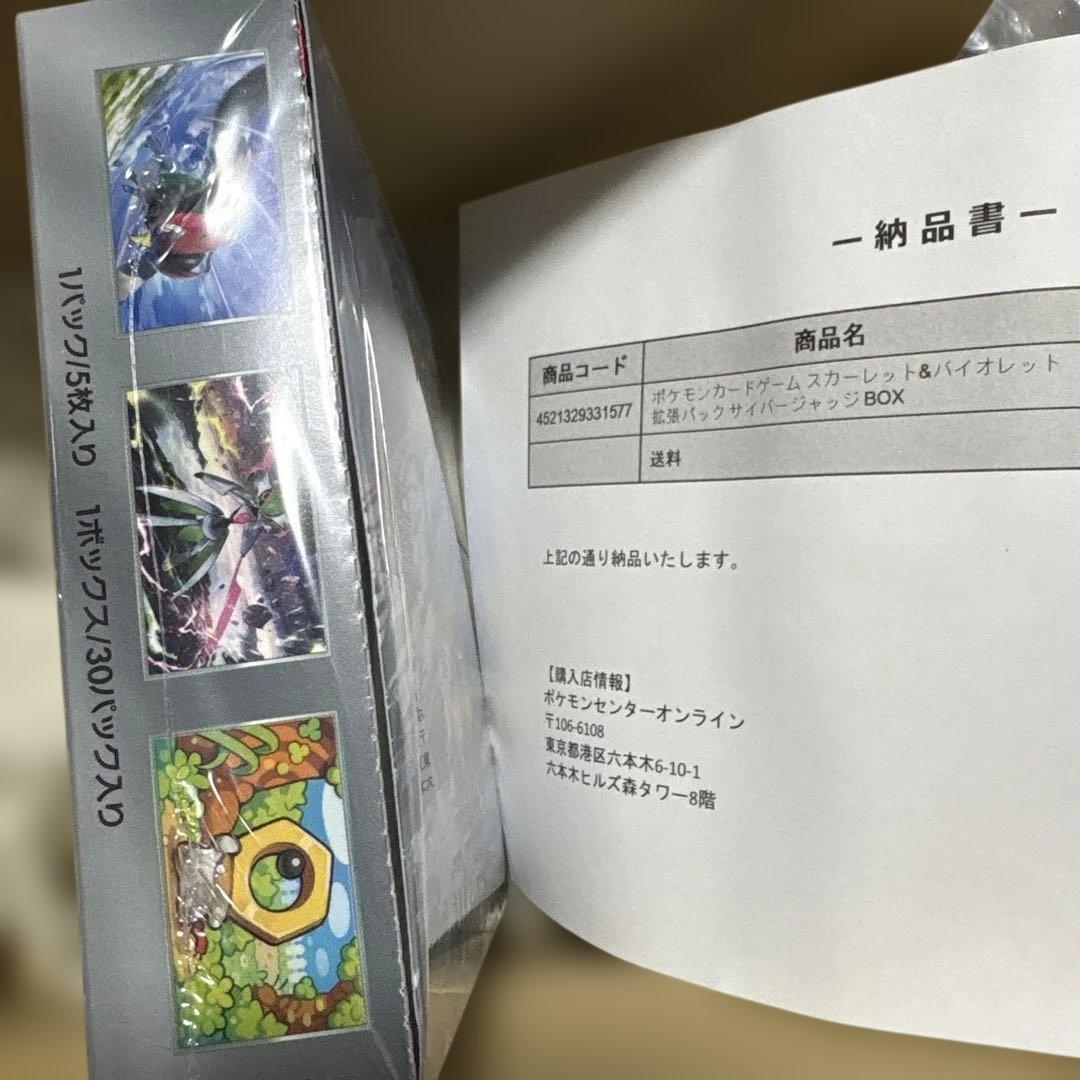 1パック/5枚入り 1ボックス/30パック入り
ー納品書ー
商品コード
商品名
4521329331577
ポケモンカードゲーム スカーレット&バイオレット
拡張パックサイバージャッジ BOX
送料
上記の通り納品いたします。
【購入店情報】
ポケモンセンターオンライン
〒106-6108
東京都港区六本木6-10-1
六本木ヒルズ森タワー8階